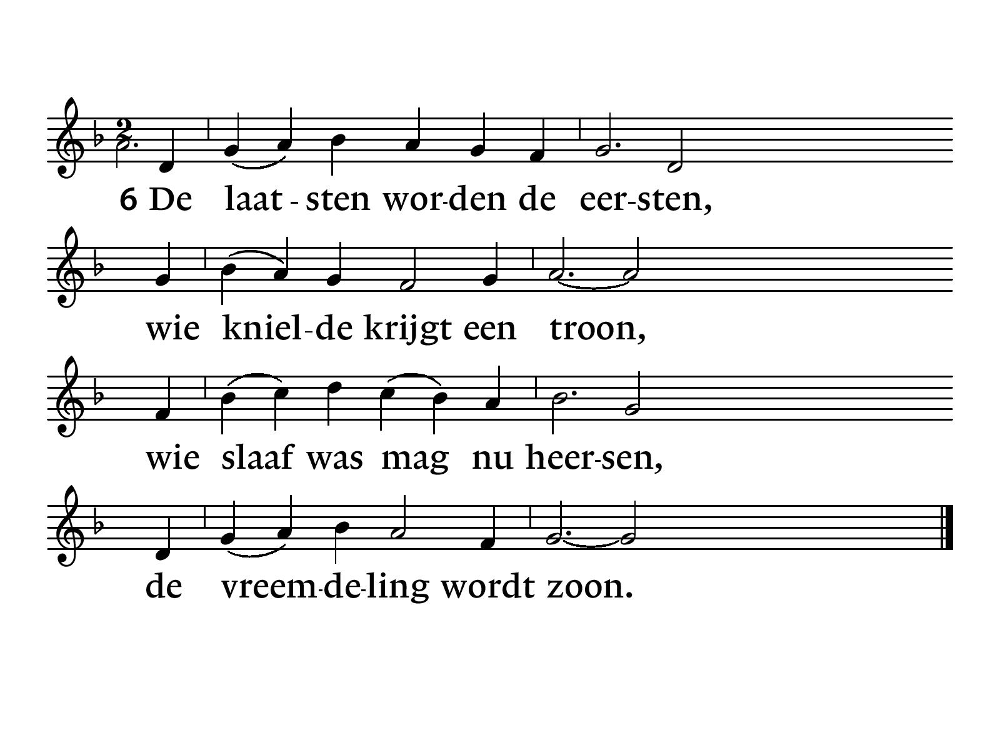 2
6 De laat - sten wor-den de eer-sten,
wie kniel-de krijgt een troon,
wie slaaf was mag nu heer-sen,
de vreem-de-ling wordt zoon.